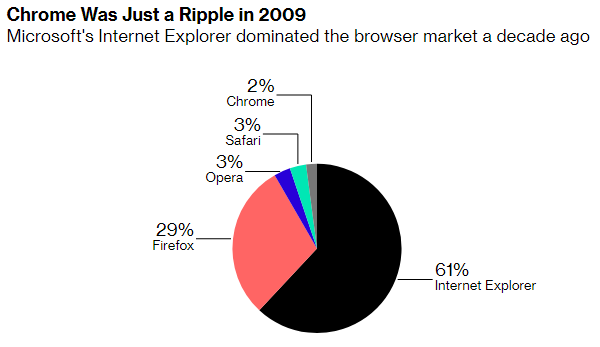 Chrome Was Just a Ripple in 2009
Microsoft's Internet Explorer dominated the browser market a decade ago
2%
Chrome
3%
Safari
3%
Opera
29%
Firefox
61%
Internet Explorer